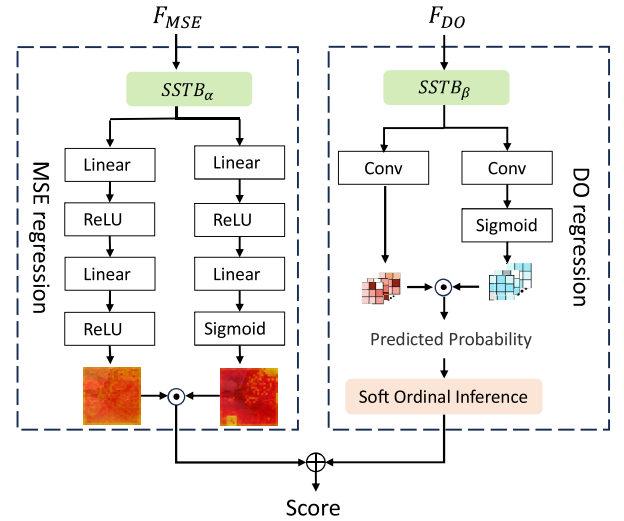 F_MSE
F_DO
SSTB_α
SSTB_β
MSE regression
Linear
Linear
ReLU
ReLU
Linear
Linear
ReLU
Sigmoid
Conv
Conv
Sigmoid
DO regression
Predicted Probability
Soft Ordinal Inference
Score